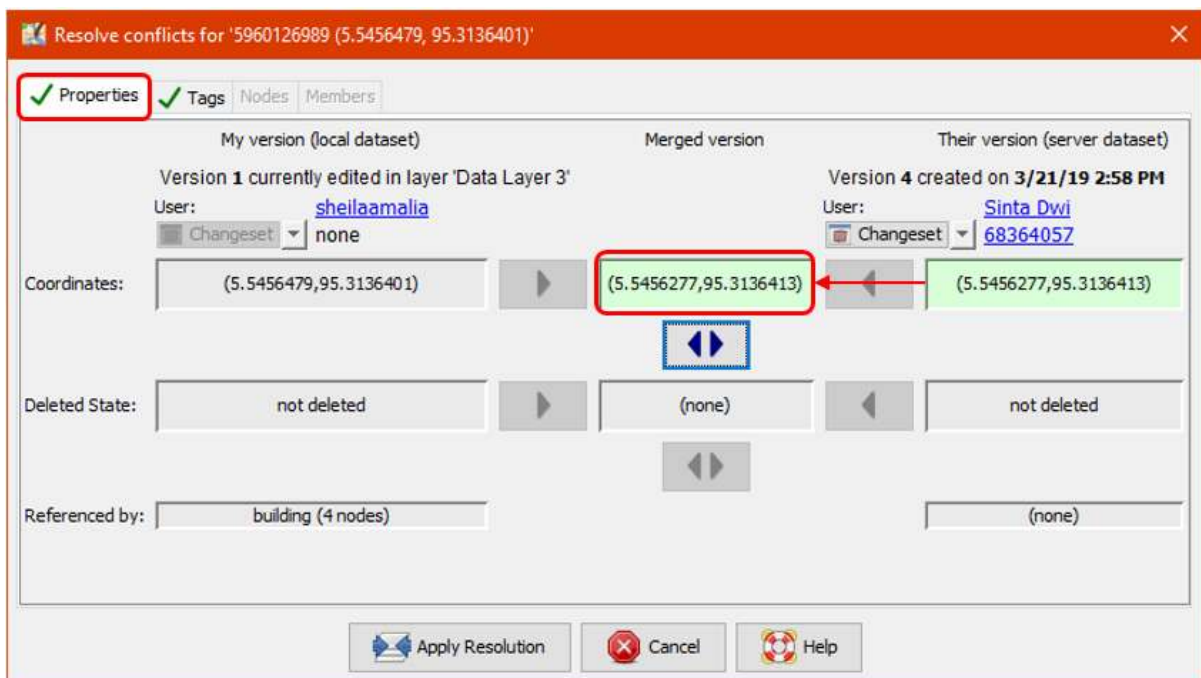 Resolve conflicts for '5960126989 (5.5456479, 95.3136401)'
Properties Tags Nodes Members
My version (local dataset) Merged version Their version (server dataset)
Version 1 currently edited in layer 'Data Layer 3' Version 4 created on 3/21/19 2:58 PM
User: sheilaamalia User: Sinta Dwi
Changeset none Changeset 68364057
Coordinates: (5.5456479,95.3136401) (5.5456277,95.3136413) (5.5456277,95.3136413)
Deleted State: not deleted (none) not deleted
Referenced by: building (4 nodes) (none)
Apply Resolution Cancel Help